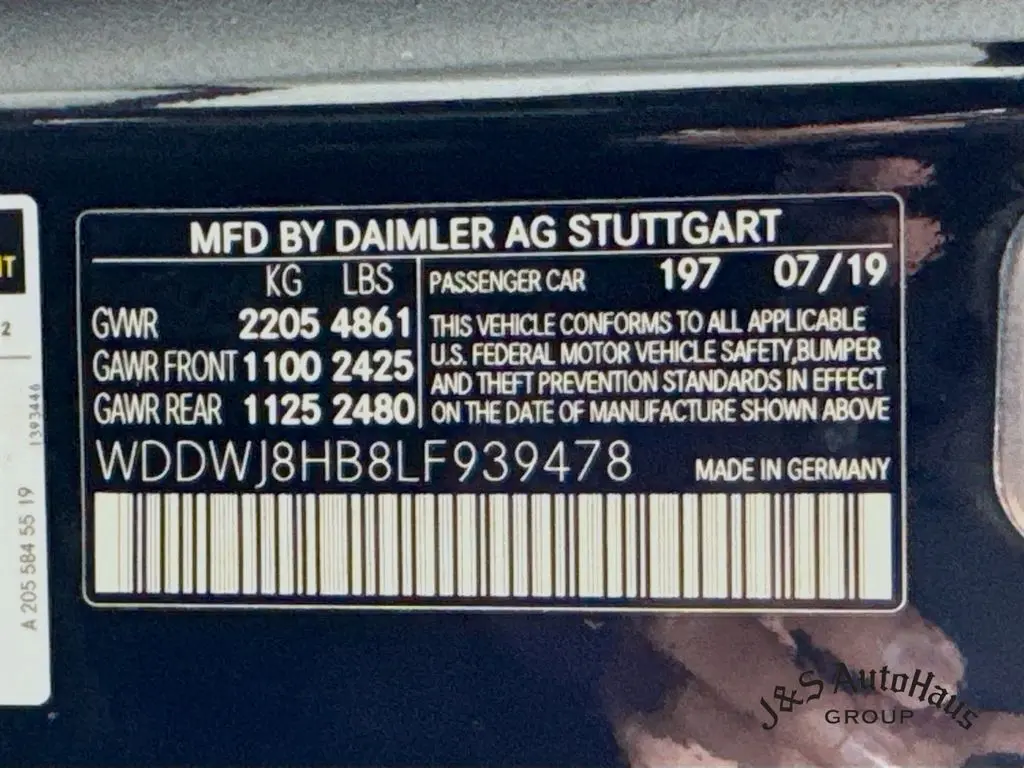 MFD BY DAIMLER AG STUTTGART
KG LBS
GVWR 2205 4861
GAWR FRONT 1100 2425
GAWR REAR 1125 2480
PASSENGER CAR 197 07/19
THIS VEHICLE CONFORMS TO ALL APPLICABLE
U.S. FEDERAL MOTOR VEHICLE SAFETY,BUMPER
AND THEFT PREVENTION STANDARDS IN EFFECT
ON THE DATE OF MANUFACTURE SHOWN ABOVE
WDDWJ8HB8LF939478 MADE IN GERMANY
2
1393446
A 205 584 55 19
J&S AutoHaus
GROUP